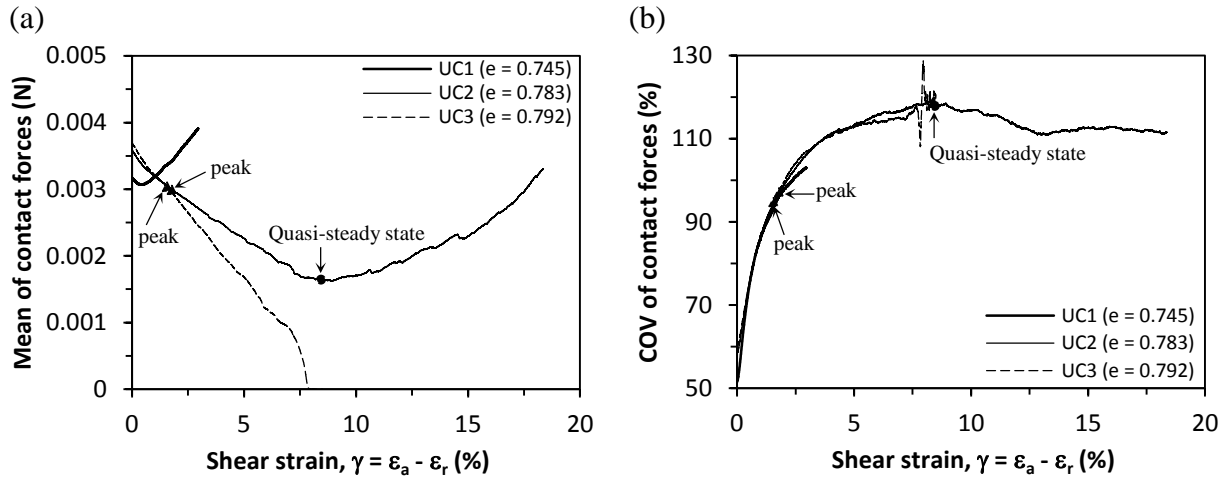 (a)
Mean of contact forces (N)
0.005
0.004
0.003
0.002
0.001
0
UC1 (e = 0.745)
UC2 (e = 0.783)
UC3 (e = 0.792)
peak
peak
Quasi-steady state
0 5 10 15 20
Shear strain, γ = εa - εr (%)
(b)
COV of contact forces (%)
130
110
90
70
50
Quasi-steady state
peak
peak
UC1 (e = 0.745)
UC2 (e = 0.783)
UC3 (e = 0.792)
0 5 10 15 20
Shear strain, γ = εa - εr (%)